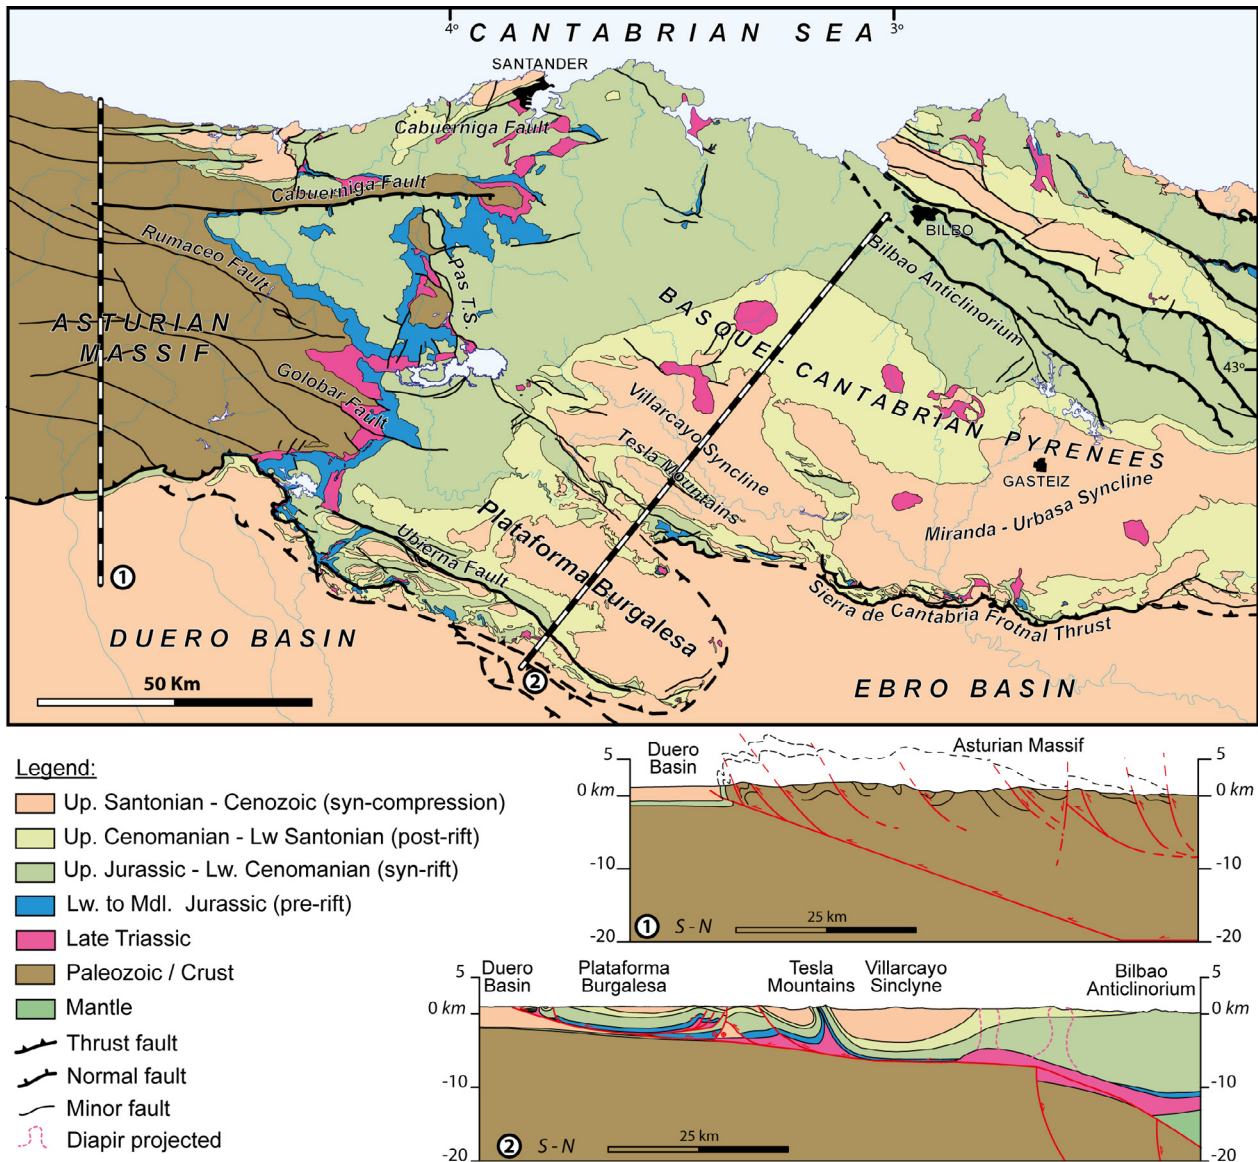 4º
3º
CANTABRIAN SEA
SANTANDER
Cabuerniga Fault
Cabuerniga Fault
Rumaceo Fault
Pas T.S.
BILBO
Bilbao Anticlinorium
ASTURIAN
MASSIF
Golobar Fault
43º
BASQUE - CANTABRIAN PYRENEES
Villarcayo Syncline
Tesla Mountains
GASTEIZ
Miranda - Urbasa Syncline
Plataforma Burgalesa
Ubierna Fault
Sierra de Cantabria Frotnal Thrust
1
DUERO BASIN
2
EBRO BASIN
50 Km
Legend:
Up. Santonian - Cenozoic (syn-compression)
Up. Cenomanian - Lw Santonian (post-rift)
Up. Jurassic - Lw. Cenomanian (syn-rift)
Lw. to Mdl. Jurassic (pre-rift)
Late Triassic
Paleozoic / Crust
Mantle
Thrust fault
Normal fault
Minor fault
Diapir projected
5
Duero
Basin
Asturian Massif
5
0 km
0 km
-10
-10
1 S - N
25 km
-20
-20
5
Duero
Basin
Plataforma
Burgalesa
Tesla
Mountains
Villarcayo
Sinclyne
Bilbao
Anticlinorium
5
0 km
0 km
-10
-10
2 S - N
25 km
-20
-20